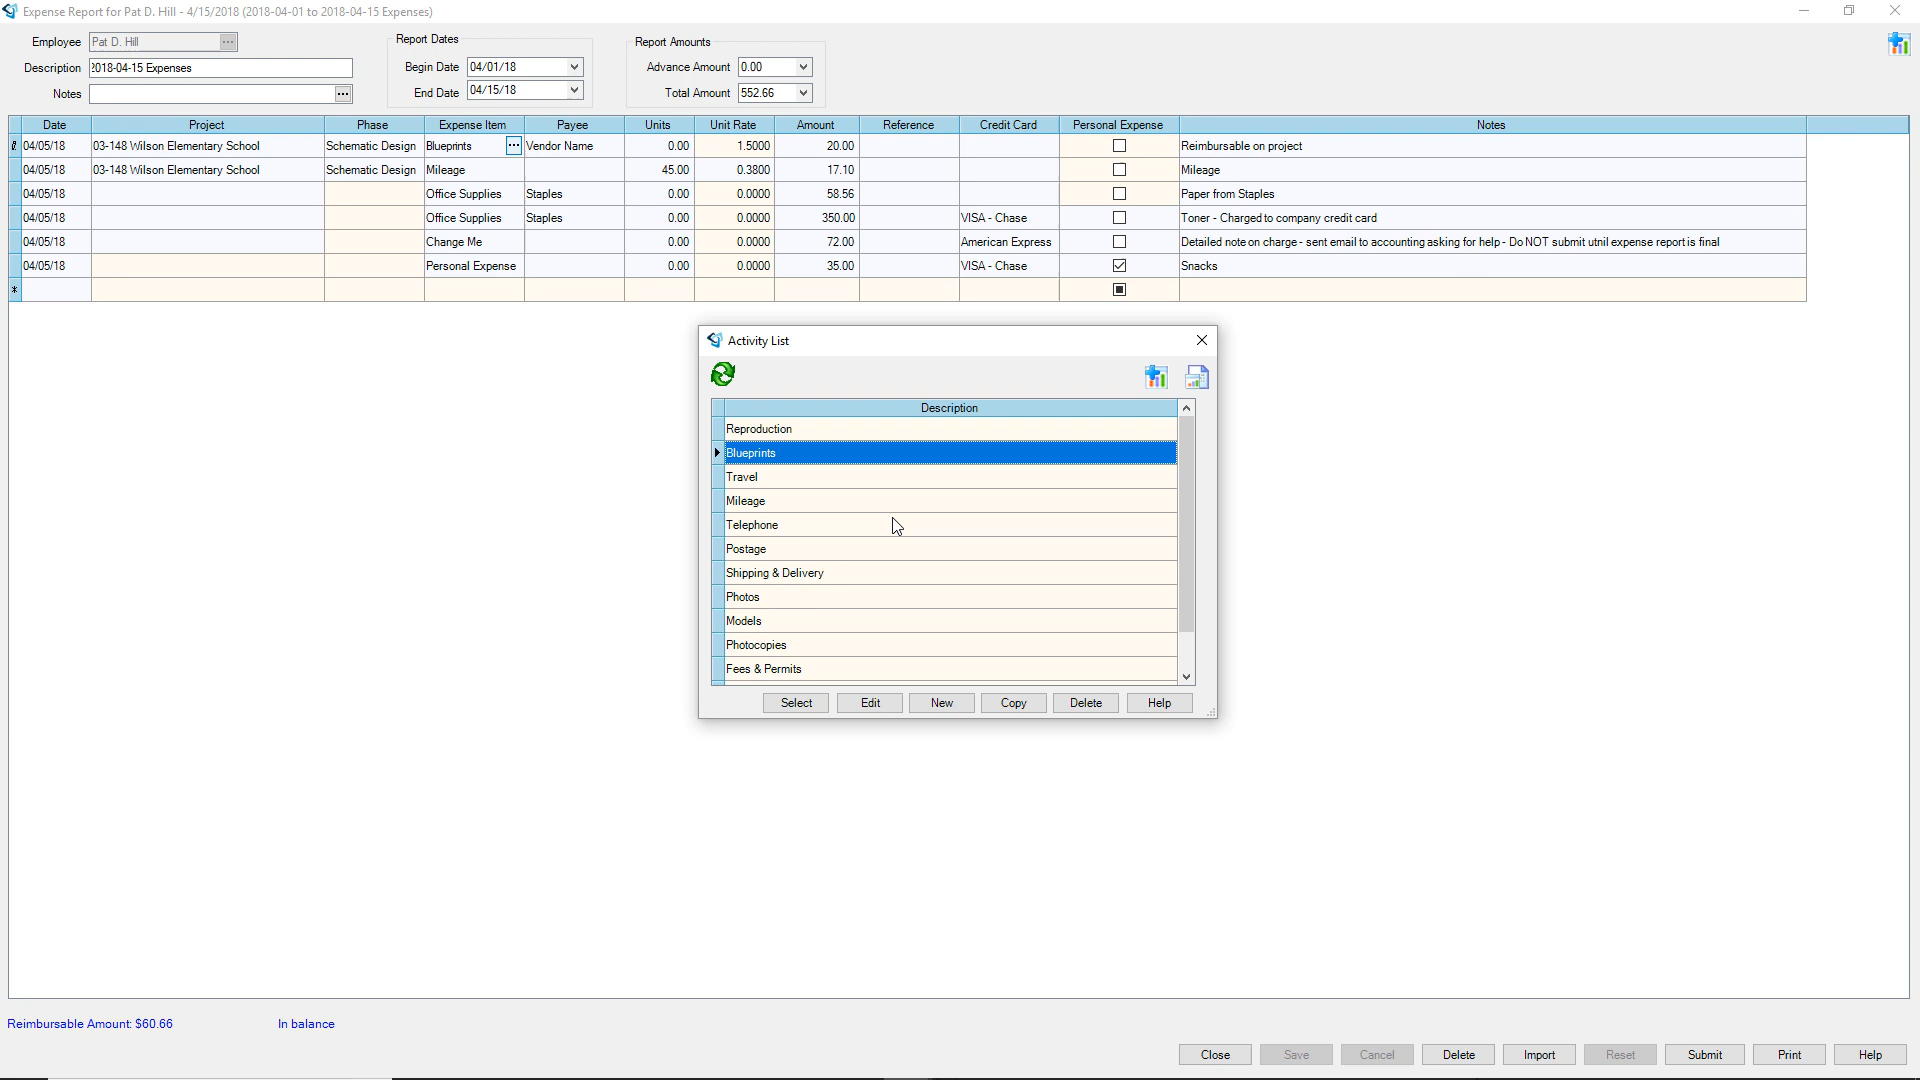 Expense Report for Pat D. Hill - 4/15/2018 (2018-04-01 to 2018-04-15 Expenses)
Employee Pat D. Hill
Description 2018-04-15 Expenses
Notes
Report Dates
Begin Date 04/01/18
End Date 04/15/18
Report Amounts
Advance Amount 0.00
Total Amount 552.66
Date Project Phase Expense Item Payee Units Unit Rate Amount Reference Credit Card Personal Expense Notes
04/05/18 03-148 Wilson Elementary School Schematic Design Blueprints Vendor Name 0.00 1.5000 20.00 Reimbursable on project
04/05/18 03-148 Wilson Elementary School Schematic Design Mileage 45.00 0.3800 17.10 Mileage
04/05/18 Office Supplies Staples 0.00 0.0000 58.56 Paper from Staples
04/05/18 Office Supplies Staples 0.00 0.0000 350.00 VISA - Chase Toner - Charged to company credit card
04/05/18 Change Me 0.00 0.0000 72.00 American Express Detailed note on charge - sent email to accounting asking for help - Do NOT submit utnil expense report is final
04/05/18 Personal Expense 0.00 0.0000 35.00 VISA - Chase Snacks
Activity List
Description
Reproduction
Blueprints
Travel
Mileage
Telephone
Postage
Shipping & Delivery
Photos
Models
Photocopies
Fees & Permits
Select Edit New Copy Delete Help
Reimbursable Amount: $60.66 In balance
Close Save Cancel Delete Import Reset Submit Print Help